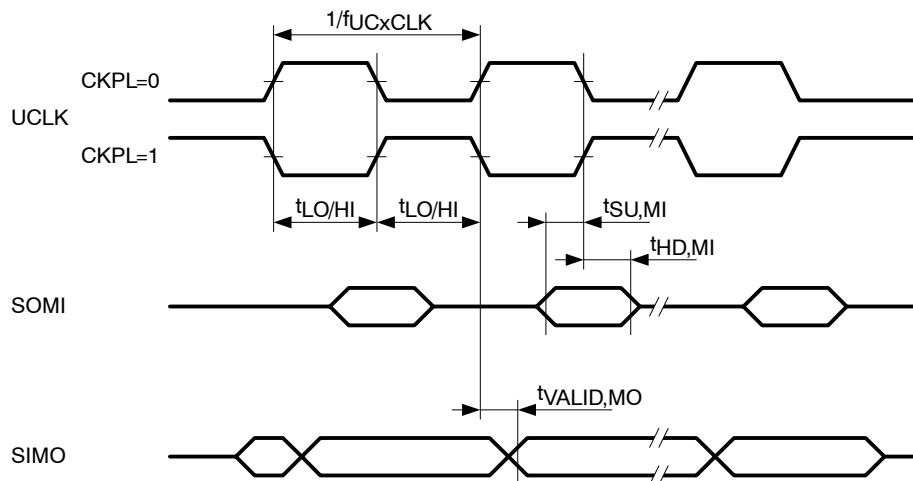 1/fUCxCLK
CKPL=0
UCLK
CKPL=1
tLO/HI tLO/HI tSU,MI
tHD,MI
SOMI
tVALID,MO
SIMO